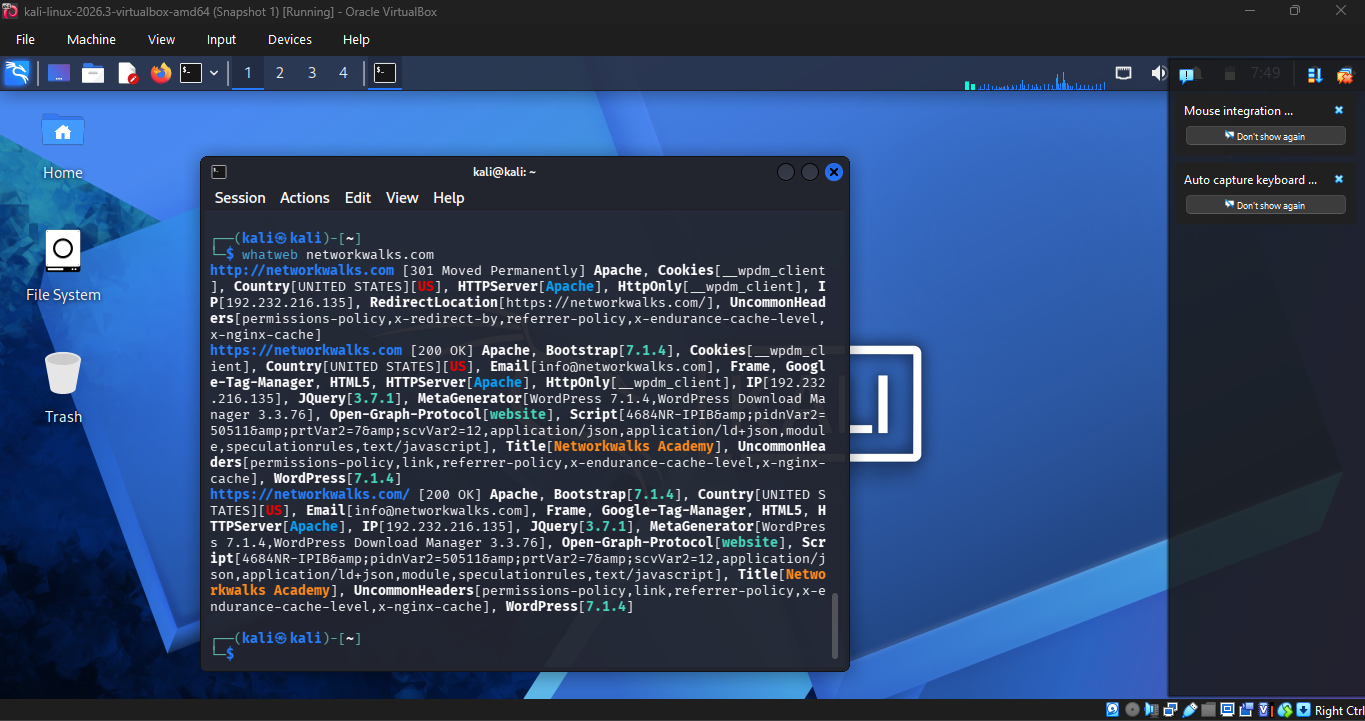 kali-linux-2026.3-virtualbox-amd64 (Snapshot 1) [Running] - Oracle VirtualBox
File Machine View Input Devices Help
1 2 3 4
7:49
Mouse integration ...
Don't show again
Auto capture keyboard ...
Don't show again
Home
File System
Trash
kali@kali: ~
Session Actions Edit View Help
┌──(kali㉿kali)-[~]
└─$ whatweb networkwalks.com
http://networkwalks.com [301 Moved Permanently] Apache, Cookies[__wpdm_client
], Country[UNITED STATES][US], HTTPServer[Apache], HttpOnly[__wpdm_client], I
P[192.232.216.135], RedirectLocation[https://networkwalks.com/], UncommonHead
ers[permissions-policy,x-redirect-by,referrer-policy,x-endurance-cache-level,
x-nginx-cache]
https://networkwalks.com [200 OK] Apache, Bootstrap[7.1.4], Cookies[__wpdm_cl
ient], Country[UNITED STATES][US], Email[info@networkwalks.com], Frame, Googl
e-Tag-Manager, HTML5, HTTPServer[Apache], HttpOnly[__wpdm_client], IP[192.232
.216.135], JQuery[3.7.1], MetaGenerator[WordPress 7.1.4,WordPress Download Ma
nager 3.3.76], Open-Graph-Protocol[website], Script[4684NR-IPIB&amp;pidnVar2=
50511&amp;prtVar2=7&amp;scvVar2=12,application/json,application/ld+json,modul
e,speculationrules,text/javascript], Title[Networkwalks Academy], UncommonHea
ders[permissions-policy,link,referrer-policy,x-endurance-cache-level,x-nginx-
cache], WordPress[7.1.4]
https://networkwalks.com/ [200 OK] Apache, Bootstrap[7.1.4], Country[UNITED S
TATES][US], Email[info@networkwalks.com], Frame, Google-Tag-Manager, HTML5, H
TTPServer[Apache], IP[192.232.216.135], JQuery[3.7.1], MetaGenerator[WordPres
s 7.1.4,WordPress Download Manager 3.3.76], Open-Graph-Protocol[website], Scr
ipt[4684NR-IPIB&amp;pidnVar2=50511&amp;prtVar2=7&amp;scvVar2=12,application/j
son,application/ld+json,module,speculationrules,text/javascript], Title[Netwo
rkwalks Academy], UncommonHeaders[permissions-policy,link,referrer-policy,x-e
ndurance-cache-level,x-nginx-cache], WordPress[7.1.4]
┌──(kali㉿kali)-[~]
└─$
LI
Right Ctrl